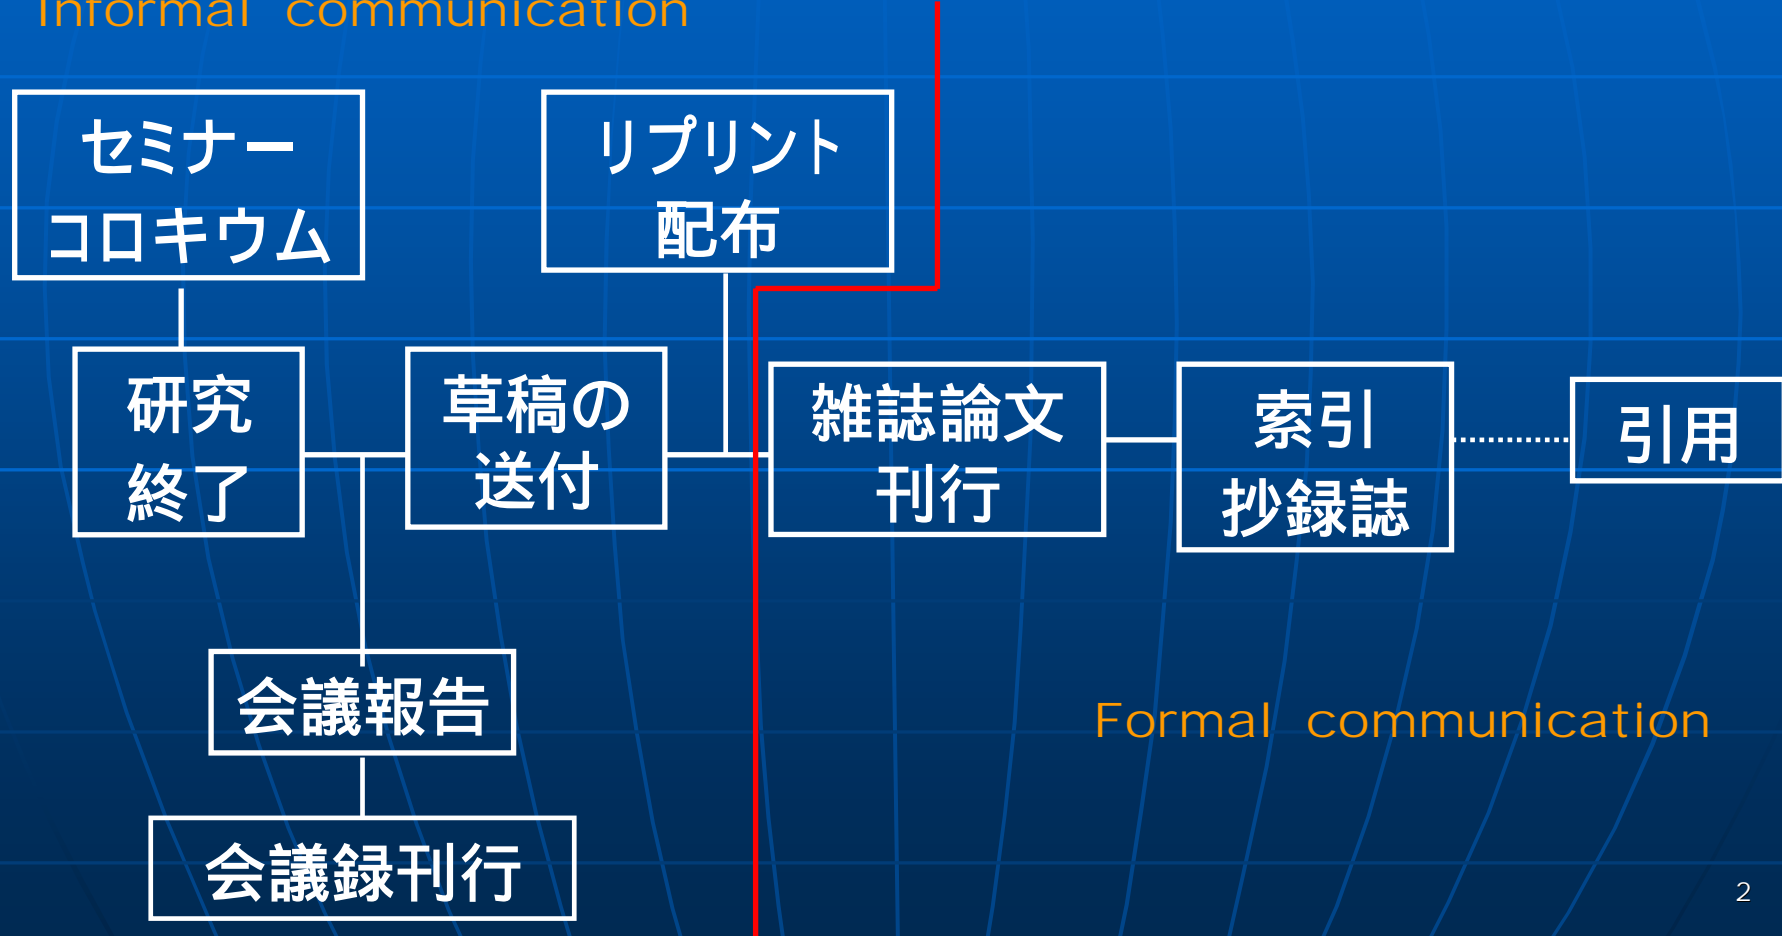 Informal communication
セミナー
コロキウム
リプリント
配布
研究
終了
草稿の
送付
雑誌論文
刊行
索引
抄録誌
引用
会議報告
Formal communication
会議録刊行
2